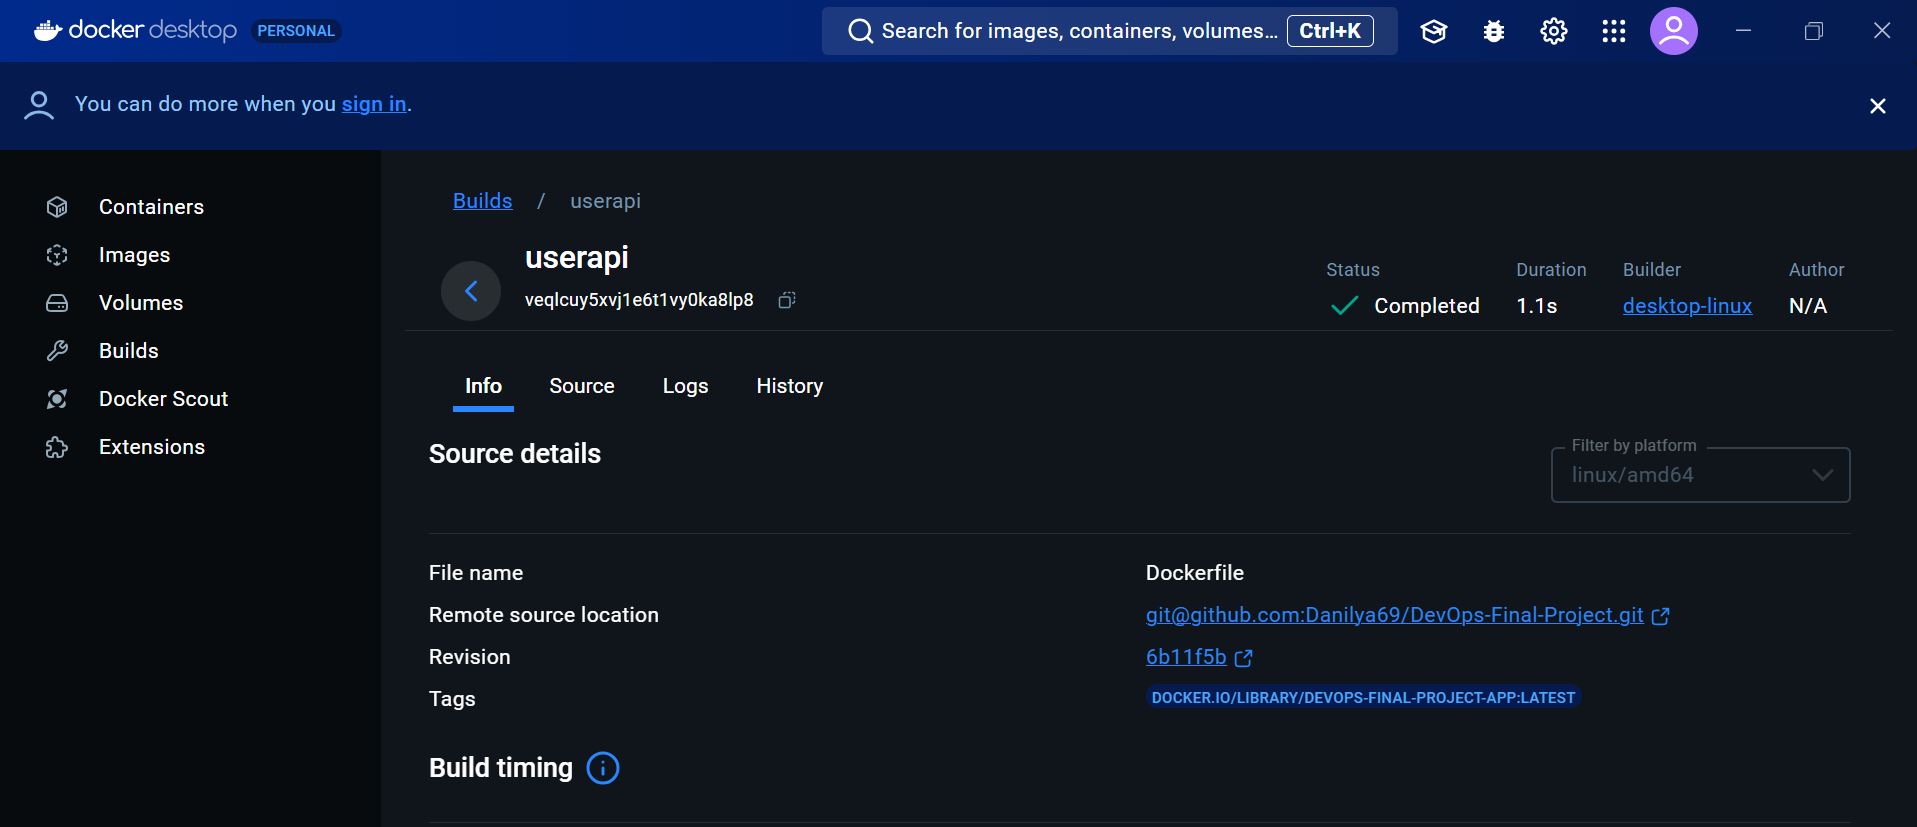 docker desktop PERSONAL
Search for images, containers, volumes... Ctrl+K
You can do more when you sign in.
Containers
Images
Volumes
Builds
Docker Scout
Extensions
Builds / userapi
userapi
veqlcuy5xvj1e6t1vy0ka8lp8
Status Duration Builder Author
Completed 1.1s desktop-linux N/A
Info Source Logs History
Source details
Filter by platform
linux/amd64
File name Dockerfile
Remote source location git@github.com:Danilya69/DevOps-Final-Project.git
Revision 6b11f5b
Tags DOCKER.IO/LIBRARY/DEVOPS-FINAL-PROJECT-APP:LATEST
Build timing